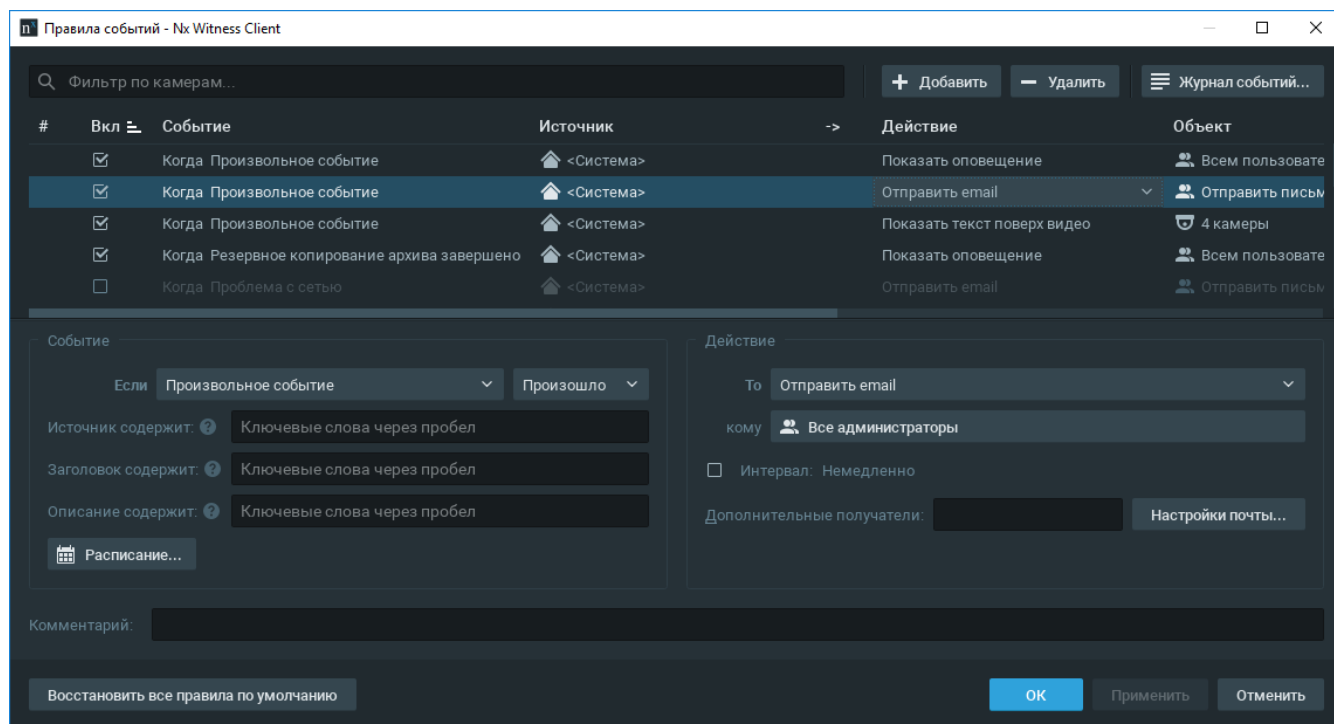 Правила событий - Nx Witness Client
Фильтр по камерам...
Добавить
Удалить
Журнал событий...
# Вкл Событие Источник -> Действие Объект
Когда Произвольное событие <Система> Показать оповещение Всем пользовате
Когда Произвольное событие <Система> Отправить email Отправить письм
Когда Произвольное событие <Система> Показать текст поверх видео 4 камеры
Когда Резервное копирование архива завершено <Система> Показать оповещение Всем пользовате
Когда Проблема с сетью <Система> Отправить email Отправить письм
Событие
Если Произвольное событие Произошло
Источник содержит: ? Ключевые слова через пробел
Заголовок содержит: ? Ключевые слова через пробел
Описание содержит: ? Ключевые слова через пробел
Расписание...
Действие
То Отправить email
кому Все администраторы
Интервал: Немедленно
Дополнительные получатели:
Настройки почты...
Комментарий:
Восстановить все правила по умолчанию
ОК
Применить
Отменить